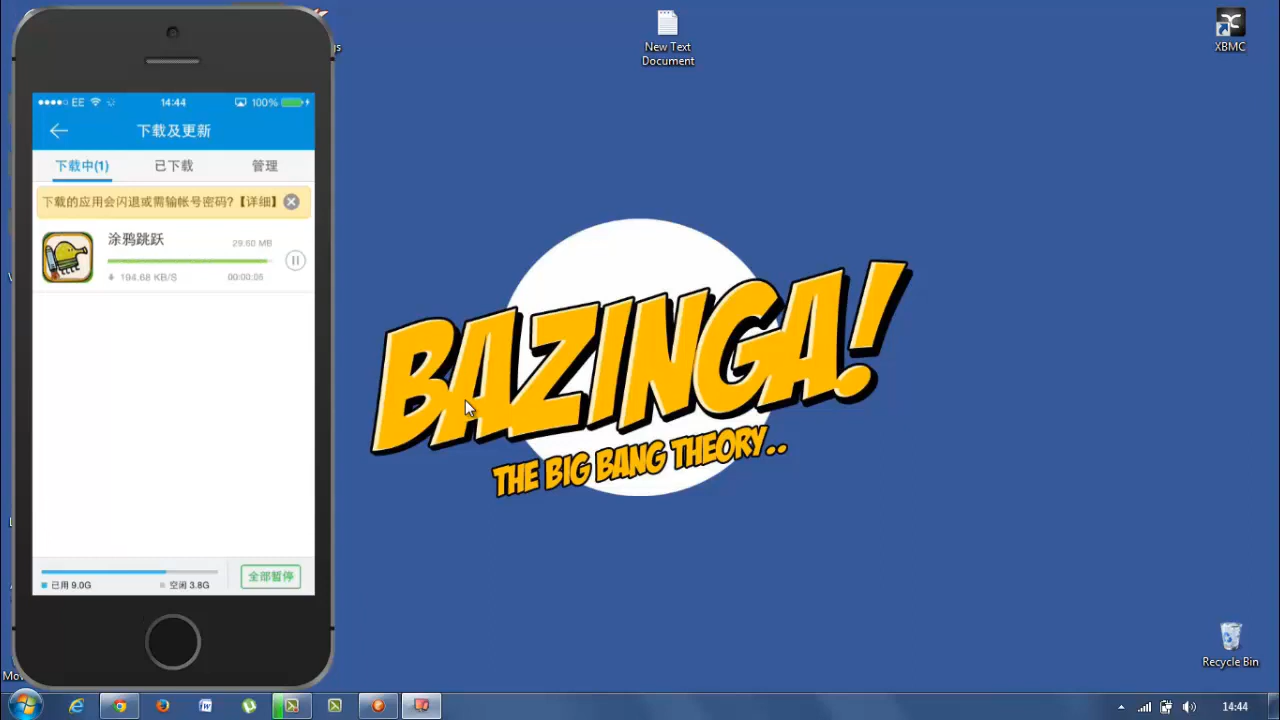 EE 14:44 100%
下载及更新
下载中(1) 已下载 管理
下载的应用会闪退或需输帐号密码?【详细】
涂鸦跳跃
29.60 MB
194.68 KB/S 00:00:05
已用 9.0G 空闲 3.8G
全部暂停
New Text
Document
XBMC
BAZINGA!
THE BIG BANG THEORY..
Recycle Bin
14:44